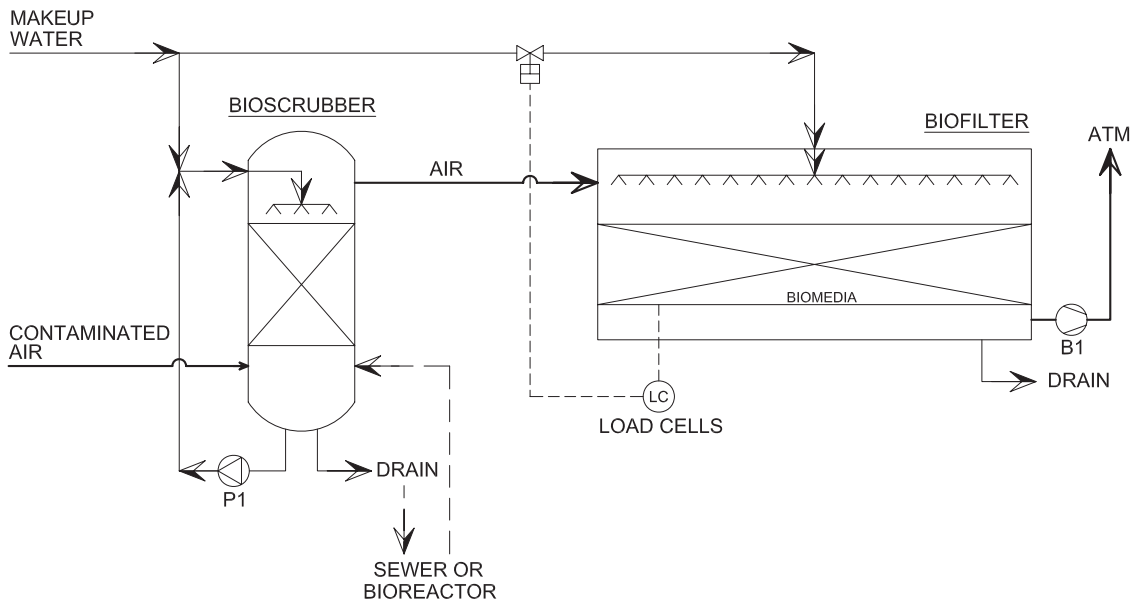 MAKEUP
WATER
BIOSCRUBBER
BIOFILTER
ATM
AIR
BIOMEDIA
CONTAMINATED
AIR
B1
DRAIN
LC
LOAD CELLS
DRAIN
P1
SEWER OR
BIOREACTOR